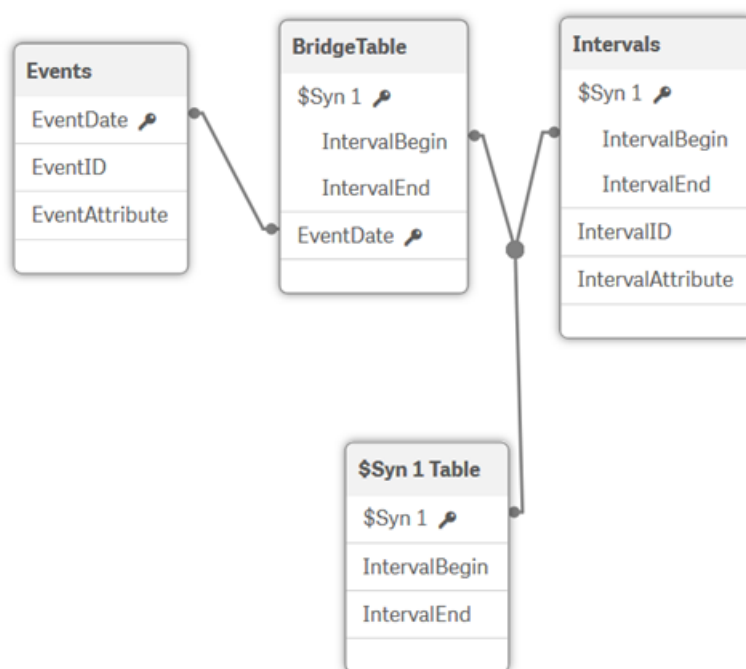 Events
EventDate
EventID
EventAttribute
BridgeTable
$Syn 1
IntervalBegin
IntervalEnd
EventDate
Intervals
$Syn 1
IntervalBegin
IntervalEnd
IntervalID
IntervalAttribute
$Syn 1 Table
$Syn 1
IntervalBegin
IntervalEnd